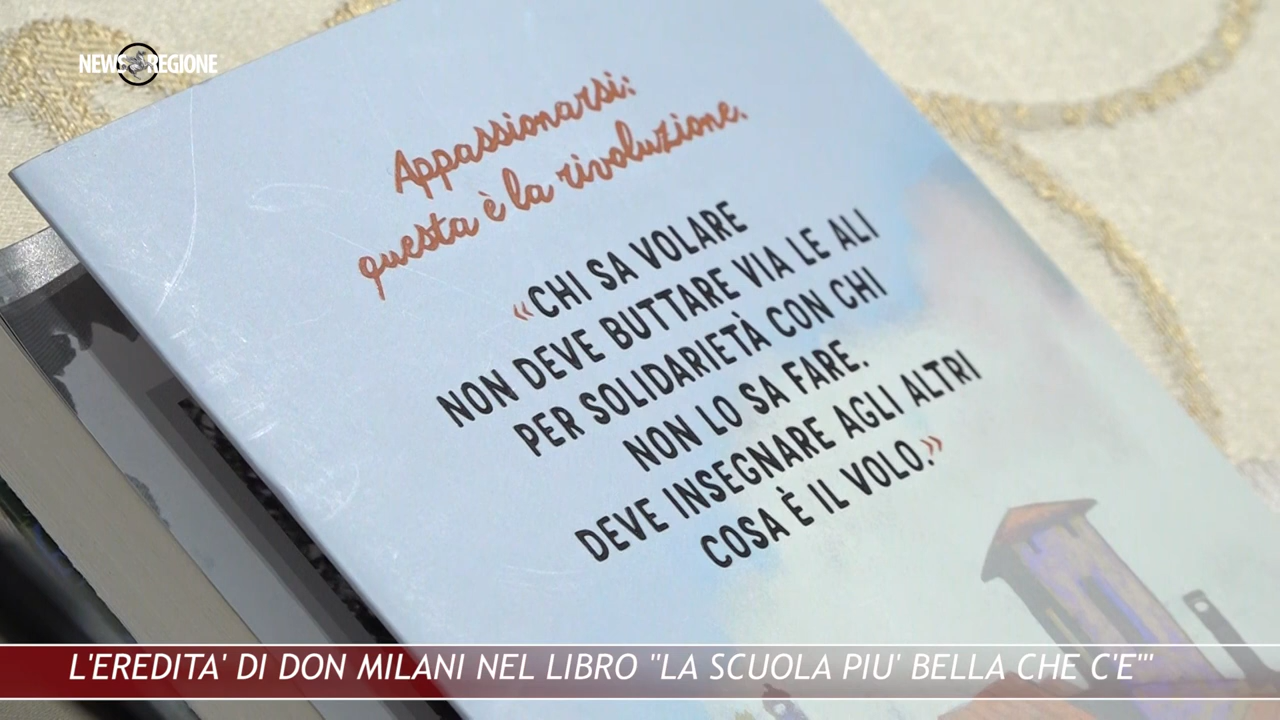 NEWS REGIONE
Appassionarsi:
questa è la rivoluzione.
«CHI SA VOLARE
NON DEVE BUTTARE VIA LE ALI
PER SOLIDARIETÀ CON CHI
NON LO SA FARE.
DEVE INSEGNARE AGLI ALTRI
COSA È IL VOLO.»
L'EREDITA' DI DON MILANI NEL LIBRO "LA SCUOLA PIU' BELLA CHE C'E'"